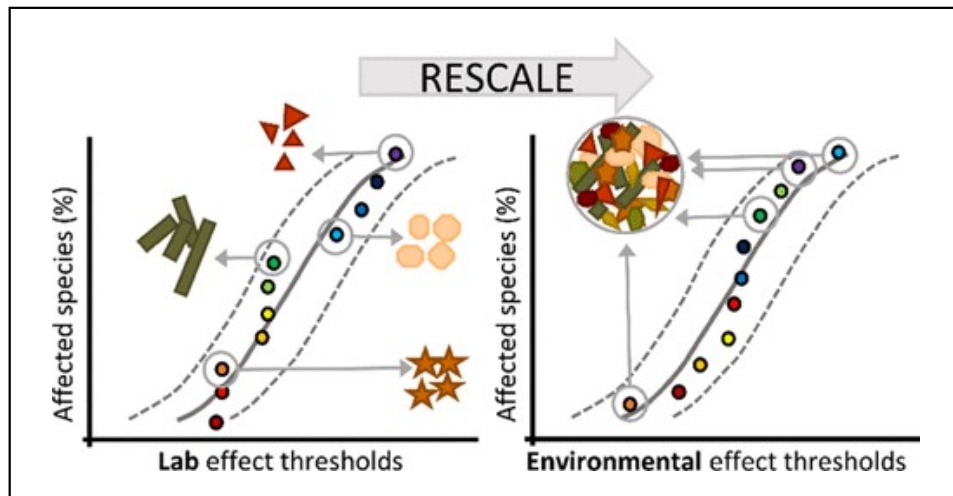 RESCALE
Affected species (%)
Lab effect thresholds
Affected species (%)
Environmental effect thresholds